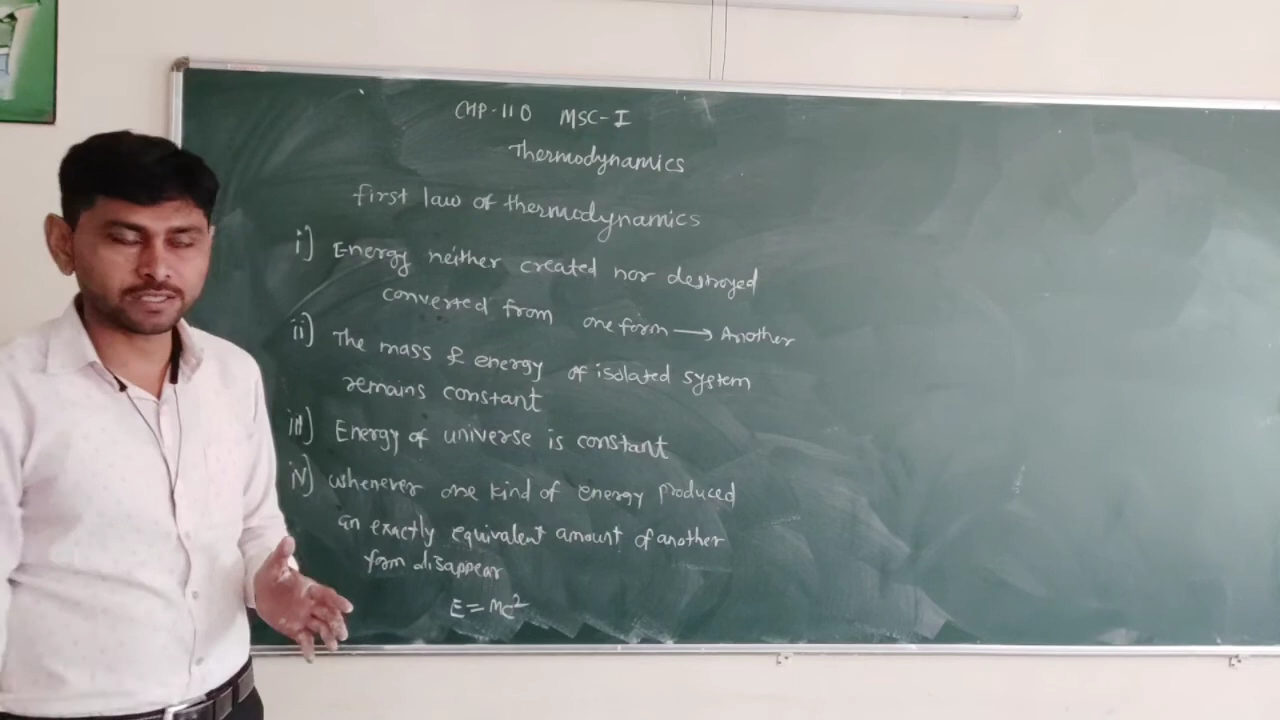 CHP-110 MSC-I
Thermodynamics
first law of thermodynamics
i) Energy neither created nor destroyed
converted from one form → Another
ii) The mass & energy of isolated system
remains constant
iii) Energy of universe is constant
iv) whenever one kind of energy produced
an exactly equivalent amount of another
form disappear
E=MC²